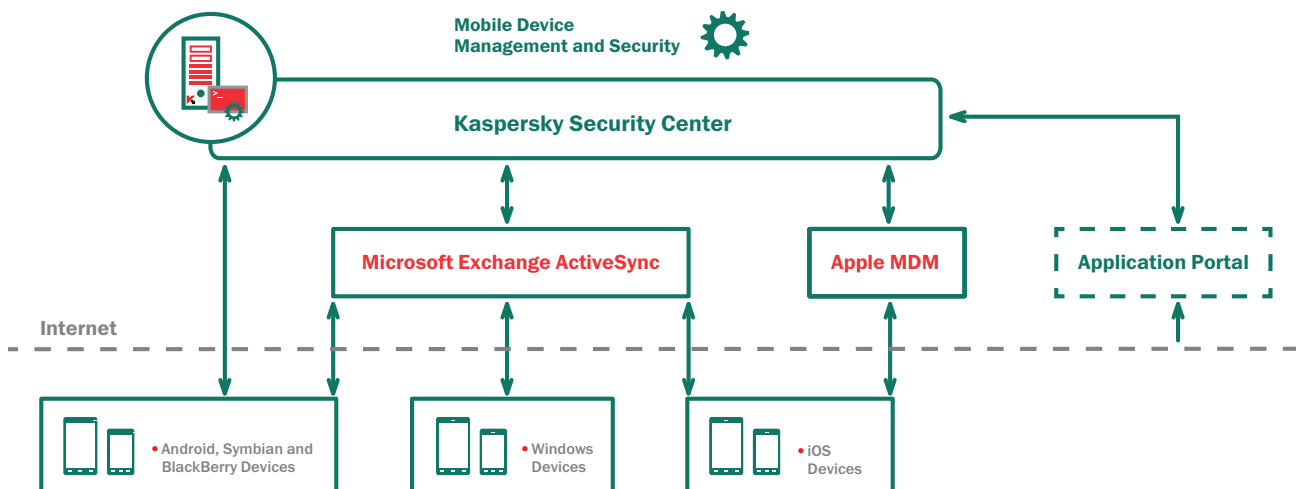 Mobile Device
Management and Security
>_
Kaspersky Security Center
Microsoft Exchange ActiveSync
Apple MDM
Application Portal
Internet
• Android, Symbian and
BlackBerry Devices
• Windows
Devices
• iOS
Devices